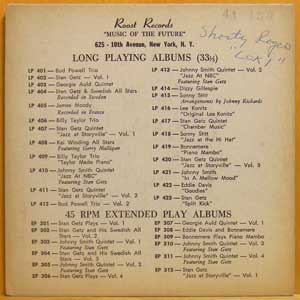 Roost Records
"MUSIC OF THE FUTURE"
625 - 10th Avenue, New York, N. Y.
Shorty Rogers
LONG PLAYING ALBUMS (33⅓)
LP 401—Bud Powell Trio
LP 403—Stan Getz - Vol. 1
LP 403—George Auld Quintet
LP 404—Stan Getz & Swedish All Stars
Recorded in Sweden
LP 405—James Moody
Recorded in France
LP 406—Billy Taylor Trio
LP 407—Stan Getz Quintet
"Jazz at Storyville"
LP 408—Kai Winding All Stars
Featuring Gerry Mulligan
LP 409—Billy Taylor Trio
"Taylor Made Piano"
LP 410—Johnny Smith Quintet
"Jazz At NBC"
Featuring Stan Getz
LP 411—Stan Getz Quintet
"Jazz at Storyville" - Vol. 2
LP 412—Bud Powell Trio - Vol. 2
LP 413—Johnny Smith Quintet - Vol. 2
"Jazz At NBC"
Featuring Stan Getz
LP 414—Dizzy Gillespie
LP 415—Sonny Stitt
Arrangements by Johnny Richards
LP 416—Lee Konitz
"Original Lee Konitz"
LP 417—Stan Getz Quintet
"Chamber Music"
LP 418—Sonny Stitt
"Jazz at the Hi Hat"
LP 419—Bonnemere
"Piano Mambo"
LP 420—Stan Getz Quintet
"Jazz at Storyville" - Vol. 3
LP 421—Johnny Smith
"In A Mellow Mood"
LP 422—Eddie Davis
"Goodies"
LP 423—Stan Getz
"Split Kick"
45 RPM EXTENDED PLAY ALBUMS
EP 301—Stan Getz Plays - Vol. 1
EP 302—Stan Getz and His Swedish All
Stars - Vol. 2
EP 303—Johnny Smith Quintet - Vol. 1
Featuring Stan Getz
EP 304—Stan Getz and His Swedish All
Stars - Vol. 3
EP 305—Johnny Smith Quintet - Vol. 2
Featuring Stan Getz
EP 306—Stan Getz Plays - Vol. 4
EP 307—George Auld Quintet - Vol. 1
EP 308—Eddie Davis and Bonnemere
EP 309—Bonnemere Plays Piano Mambo
EP 310—Johnny Smith Quintet - Vol. 3
Featuring Stan Getz
EP 311—Johnny Smith Quintet - Vol. 4
Featuring Stan Getz
EP 312—Stan Getz
"Jazz at Storyville" - Vol. 1